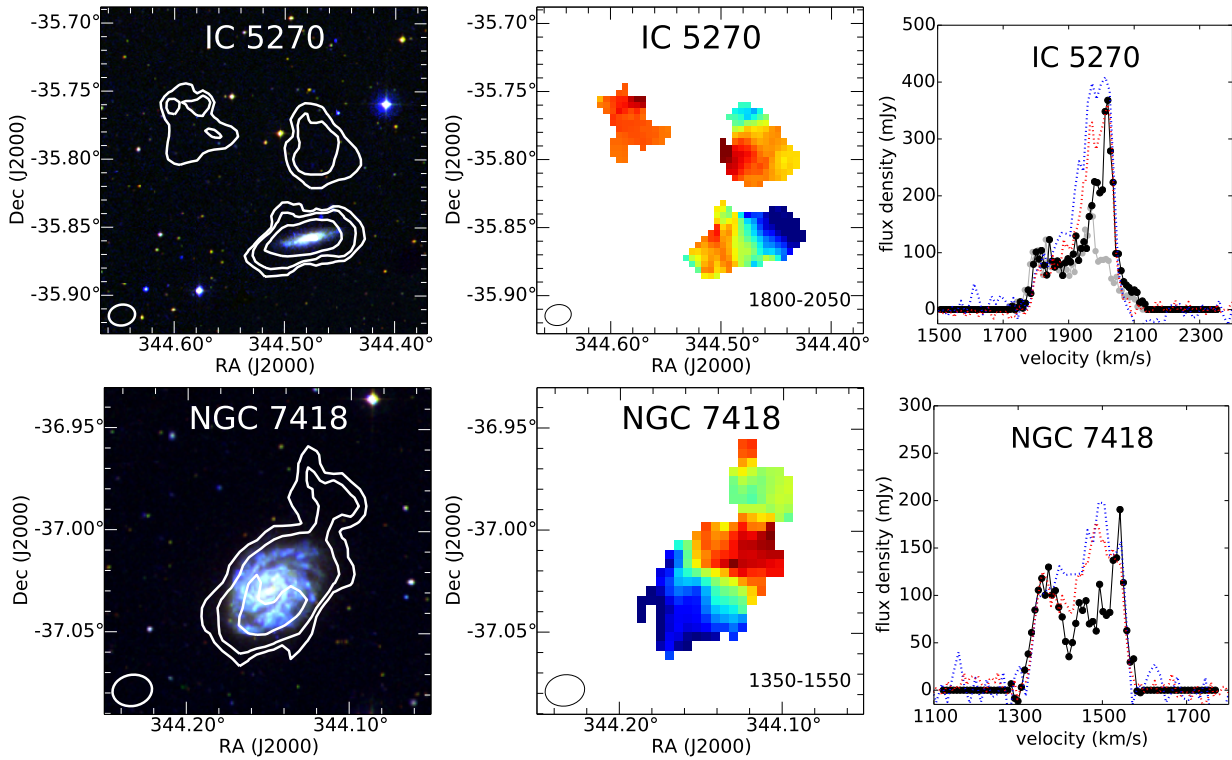 IC 5270
-35.70°
-35.75°
-35.80°
-35.85°
-35.90°
Dec (J2000)
344.60° 344.50° 344.40°
RA (J2000)
IC 5270
-35.70°
-35.75°
-35.80°
-35.85°
-35.90°
Dec (J2000)
1800-2050
344.60° 344.50° 344.40°
RA (J2000)
IC 5270
500
400
300
200
100
0
flux density (mJy)
1500 1700 1900 2100 2300
velocity (km/s)
NGC 7418
-36.95°
-37.00°
-37.05°
Dec (J2000)
344.20° 344.10°
RA (J2000)
NGC 7418
-36.95°
-37.00°
-37.05°
Dec (J2000)
1350-1550
344.20° 344.10°
RA (J2000)
NGC 7418
300
250
200
150
100
50
0
flux density (mJy)
1100 1300 1500 1700
velocity (km/s)